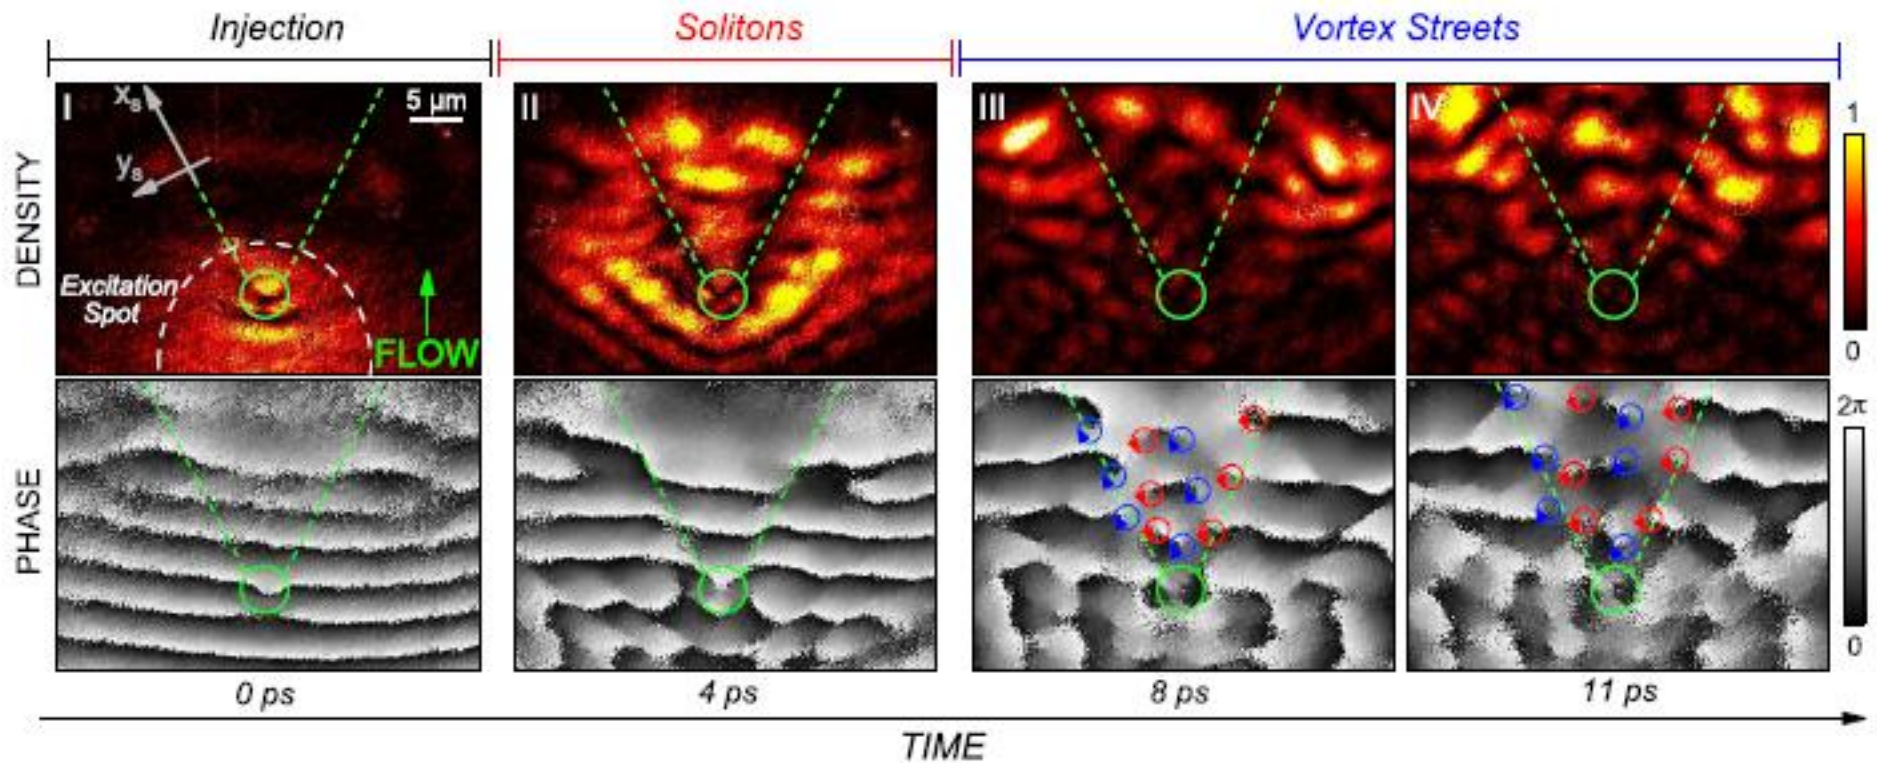 Injection
Solitons
Vortex Streets
DENSITY
I
xs
ys
5 µm
Excitation
Spot
FLOW
II
III
IV
1
0
PHASE
2π
0
0 ps
4 ps
8 ps
11 ps
TIME